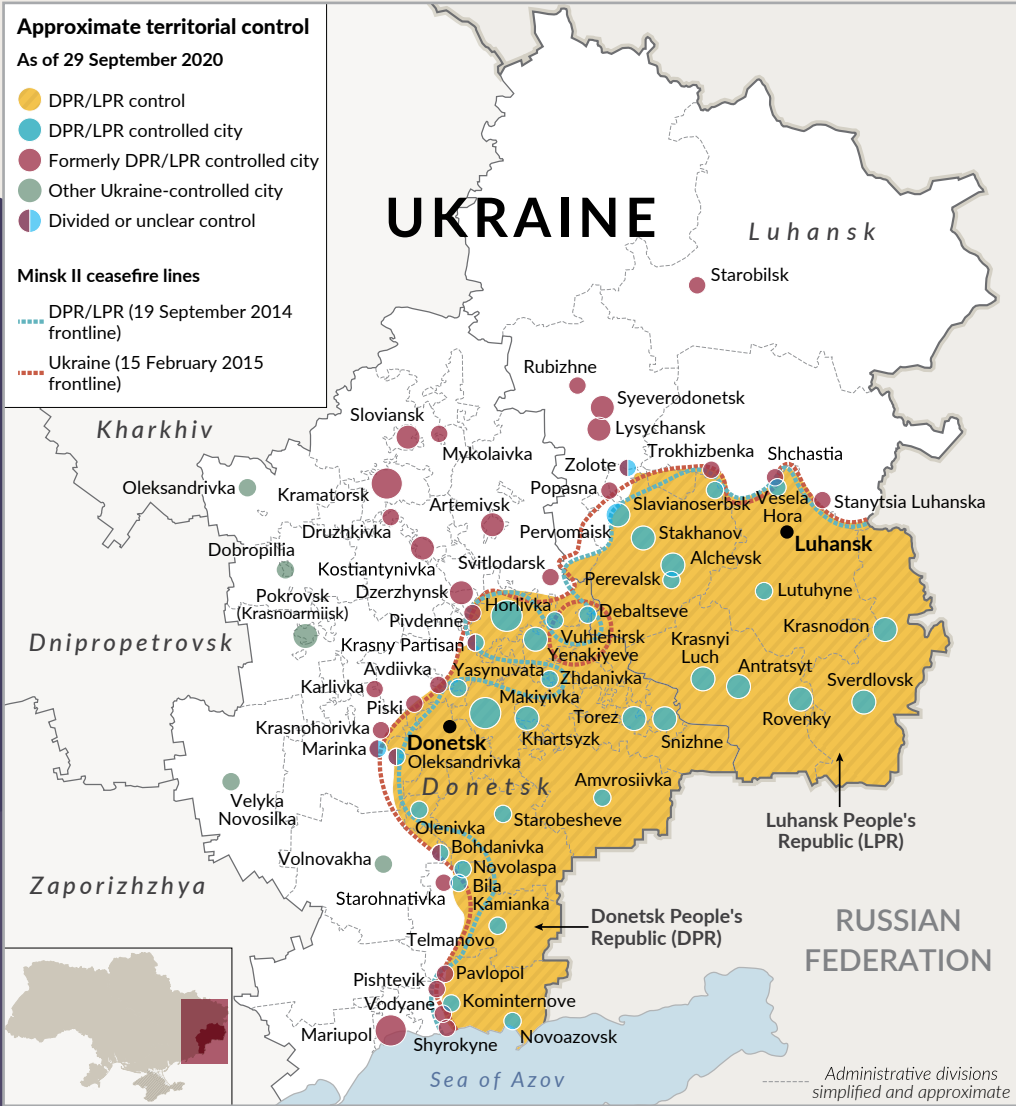 Approximate territorial control
As of 29 September 2020
DPR/LPR control
DPR/LPR controlled city
Formerly DPR/LPR controlled city
Other Ukraine-controlled city
Divided or unclear control
Minsk II ceasefire lines
DPR/LPR (19 September 2014
frontline)
Ukraine (15 February 2015
frontline)
UKRAINE
Luhansk
Starobilsk
Rubizhne
Syeverodonetsk
Lysychansk
Sloviansk
Mykolaivka
Kharkhiv
Trokhizbenka
Shchastia
Zolote
Oleksandrivka
Kramatorsk
Popasna
Slavianoserbsk
Vesela
Hora
Stanytsia Luhanska
Artemivsk
Druzhkivka
Pervomaisk
Stakhanov
Luhansk
Dobropillia
Kostiantynivka
Svitlodarsk
Alchevsk
Perevalsk
Dzerzhynsk
Lutuhyne
Pokrovsk
(Krasnoarmiisk)
Horlivka
Debaltseve
Pivdenne
Krasnodon
Dnipropetrovsk
Krasny Partisan
Vuhlehirsk
Yenakiyeve
Krasnyi
Luch
Avdiivka
Yasynuvata
Zhdanivka
Antratsyt
Karlivka
Makiyivka
Sverdlovsk
Piski
Torez
Rovenky
Krasnohorivka
Khartsyzk
Snizhne
Marinka
Donetsk
Oleksandrivka
Donetsk
Amvrosiivka
Velyka
Novosilka
Olenivka
Starobesheve
Luhansk People's
Republic (LPR)
Bohdanivka
Volnovakha
Novolaspa
Zaporizhzhya
Bila
Kamianka
Starohnativka
Donetsk People's
Republic (DPR)
RUSSIAN
FEDERATION
Telmanovo
Pavlopol
Pishtevik
Vodyane
Kominternove
Mariupol
Shyrokyne
Novoazovsk
Sea of Azov
Administrative divisions
simplified and approximate